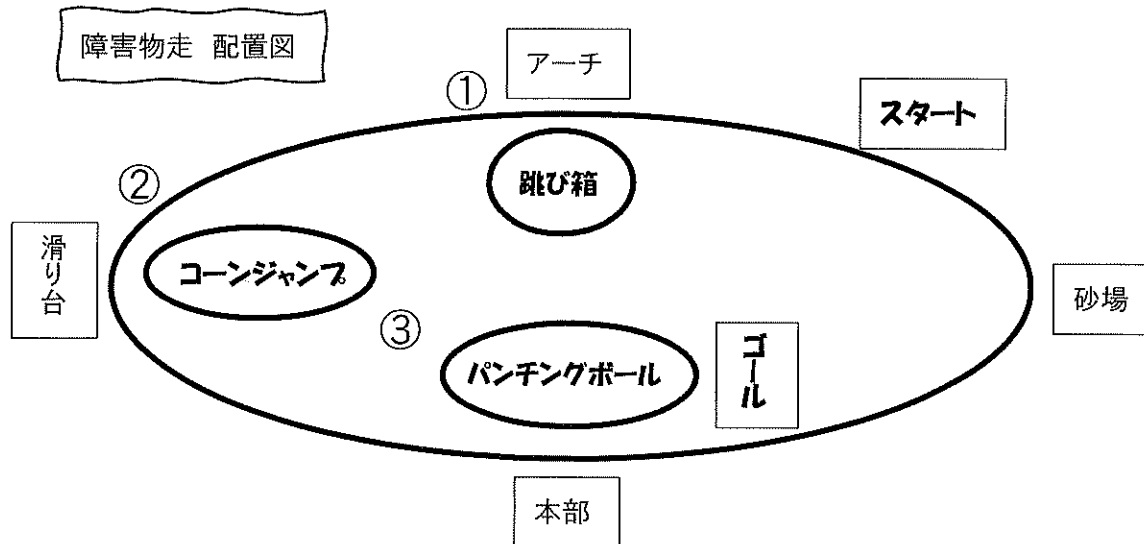 障害物走 配置図
アーチ
①
スタート
跳び箱
②
滑り台
コーンジャンプ
砂場
③
パンチングボール
ゴール
本部